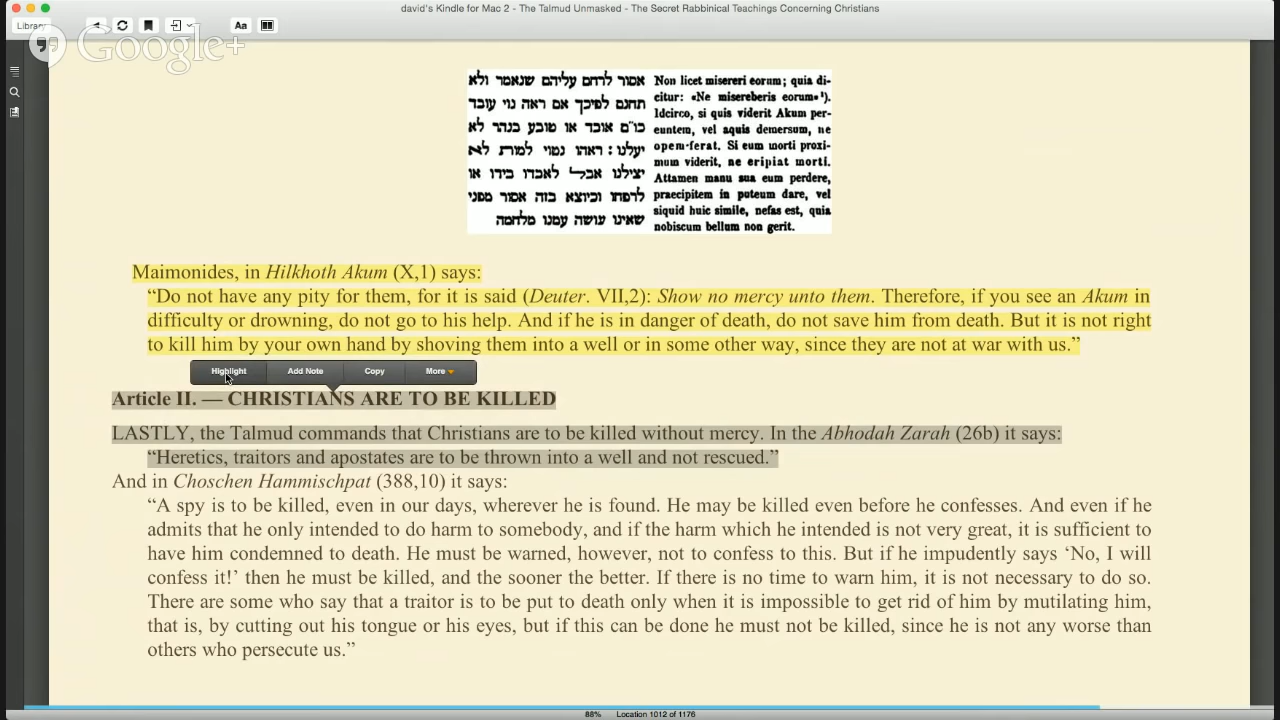 david's Kindle for Mac 2 - The Talmud Unmasked - The Secret Rabbinical Teachings Concerning Christians
Library
Aa
Google+
אסור לרחם עליהם שנאמר ולא
תחנם לפיכך אם ראה גוי עובד
כו"ם אובד או טובע בנהר לא
יעלנו: ראהו נטוי למות לא
יצילנו אבל לאבדו בידו או
לדחפו וכיוצא בזה אסור מפני
שאינו עושה עמנו מלחמה
Non licet misereri eorum; quia di-
citur: «Ne misereberis eorum»¹).
Idcirco, si quis viderit Akum per-
euntem, vel aquis demersum, ne
opem ferat. Si eum morti proxi-
mum viderit, ne eripiat morti.
Attamen manu sua eum perdere,
praecipitem in puteum dare, vel
siquid huic simile, nefas est, quia
nobiscum bellum non gerit.
Maimonides, in Hilkhoth Akum (X,1) says:
“Do not have any pity for them, for it is said (Deuter. VII,2): Show no mercy unto them. Therefore, if you see an Akum in
difficulty or drowning, do not go to his help. And if he is in danger of death, do not save him from death. But it is not right
to kill him by your own hand by shoving them into a well or in some other way, since they are not at war with us.”
Highlight Add Note Copy More
Article II. — CHRISTIANS ARE TO BE KILLED
LASTLY, the Talmud commands that Christians are to be killed without mercy. In the Abhodah Zarah (26b) it says:
“Heretics, traitors and apostates are to be thrown into a well and not rescued.”
And in Choschen Hammischpat (388,10) it says:
“A spy is to be killed, even in our days, wherever he is found. He may be killed even before he confesses. And even if he
admits that he only intended to do harm to somebody, and if the harm which he intended is not very great, it is sufficient to
have him condemned to death. He must be warned, however, not to confess to this. But if he impudently says ‘No, I will
confess it!’ then he must be killed, and the sooner the better. If there is no time to warn him, it is not necessary to do so.
There are some who say that a traitor is to be put to death only when it is impossible to get rid of him by mutilating him,
that is, by cutting out his tongue or his eyes, but if this can be done he must not be killed, since he is not any worse than
others who persecute us.”
88% Location 1012 of 1176